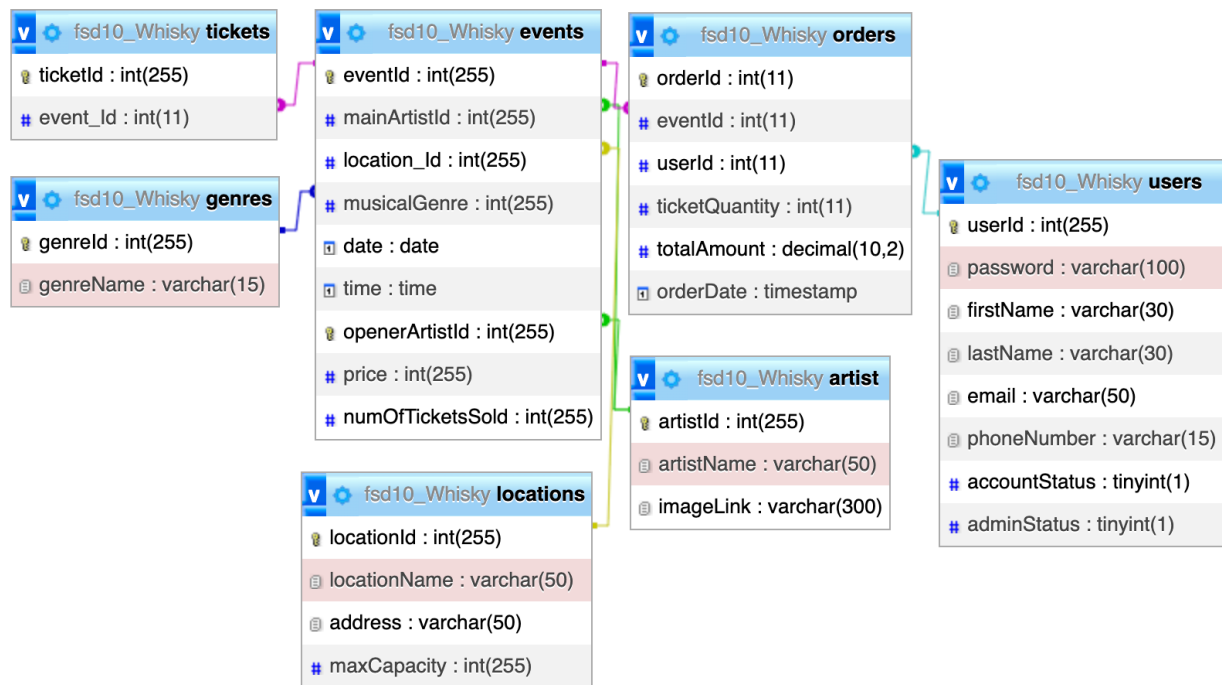 v fsd10_Whisky tickets
ticketId : int(255)
# event_Id : int(11)
v fsd10_Whisky genres
genreId : int(255)
genreName : varchar(15)
v fsd10_Whisky events
eventId : int(255)
# mainArtistId : int(255)
# location_Id : int(255)
# musicalGenre : int(255)
date : date
time : time
openerArtistId : int(255)
# price : int(255)
# numOfTicketsSold : int(255)
v fsd10_Whisky locations
locationId : int(255)
locationName : varchar(50)
address : varchar(50)
# maxCapacity : int(255)
v fsd10_Whisky orders
orderId : int(11)
# eventId : int(11)
# userId : int(11)
# ticketQuantity : int(11)
# totalAmount : decimal(10,2)
orderDate : timestamp
v fsd10_Whisky artist
artistId : int(255)
artistName : varchar(50)
imageLink : varchar(300)
v fsd10_Whisky users
userId : int(255)
password : varchar(100)
firstName : varchar(30)
lastName : varchar(30)
email : varchar(50)
phoneNumber : varchar(15)
# accountStatus : tinyint(1)
# adminStatus : tinyint(1)